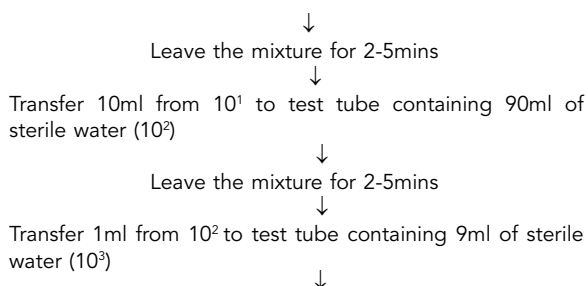 ↓
Leave the mixture for 2-5mins
↓
Transfer 10ml from 10¹ to test tube containing 90ml of
sterile water (10²)
↓
Leave the mixture for 2-5mins
↓
Transfer 1ml from 10² to test tube containing 9ml of sterile
water (10³)
↓